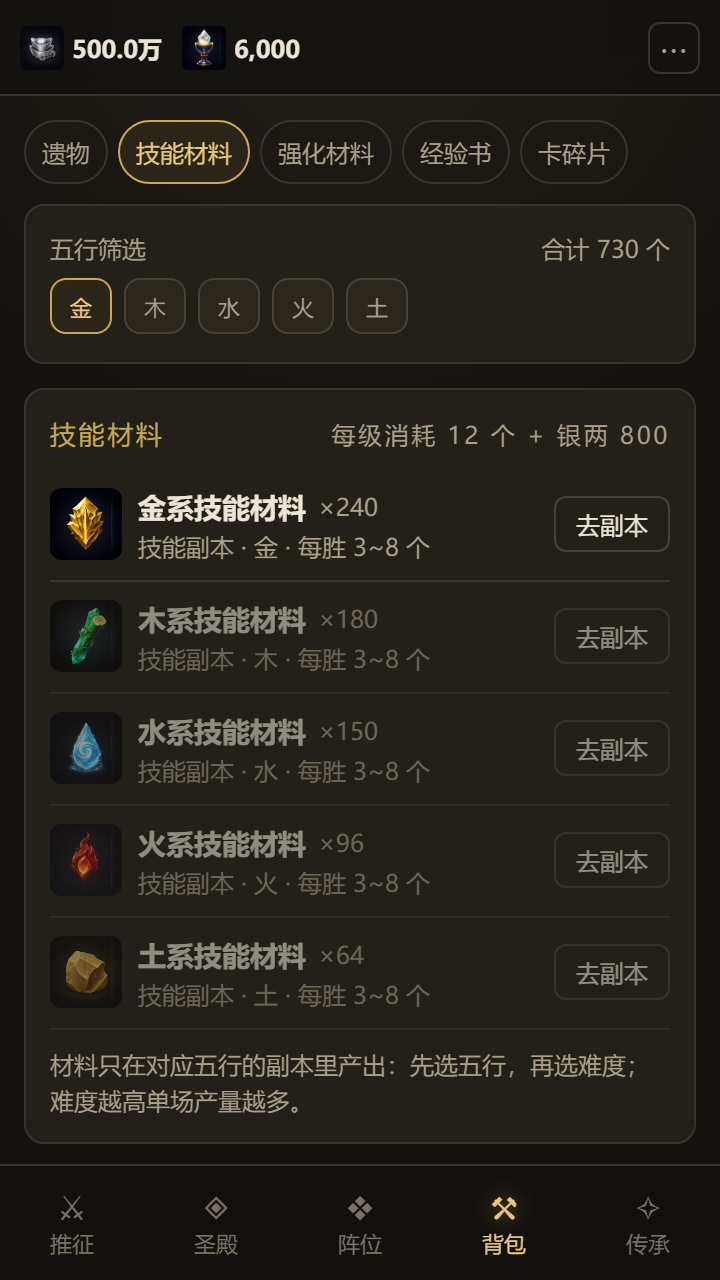 500.0万 6,000 ...
遗物 技能材料 强化材料 经验书 卡碎片
五行筛选 合计 730 个
金 木 水 火 土
技能材料 每级消耗 12 个 + 银两 800
金系技能材料 ×240
技能副本 · 金 · 每胜 3~8 个
去副本
木系技能材料 ×180
技能副本 · 木 · 每胜 3~8 个
去副本
水系技能材料 ×150
技能副本 · 水 · 每胜 3~8 个
去副本
火系技能材料 ×96
技能副本 · 火 · 每胜 3~8 个
去副本
土系技能材料 ×64
技能副本 · 土 · 每胜 3~8 个
去副本
材料只在对应五行的副本里产出：先选五行，再选难度；
难度越高单场产量越多。
推征 圣殿 阵位 背包 传承